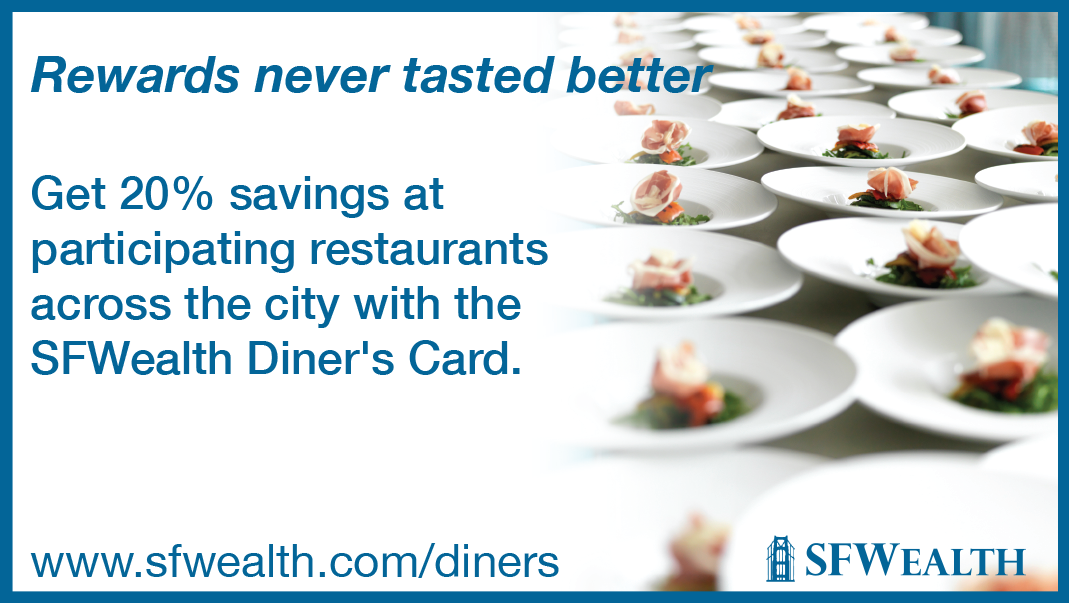 Rewards never tasted better
Get 20% savings at
participating restaurants
across the city with the
SFWealth Diner's Card.
www.sfwealth.com/diners
SFWEALTH